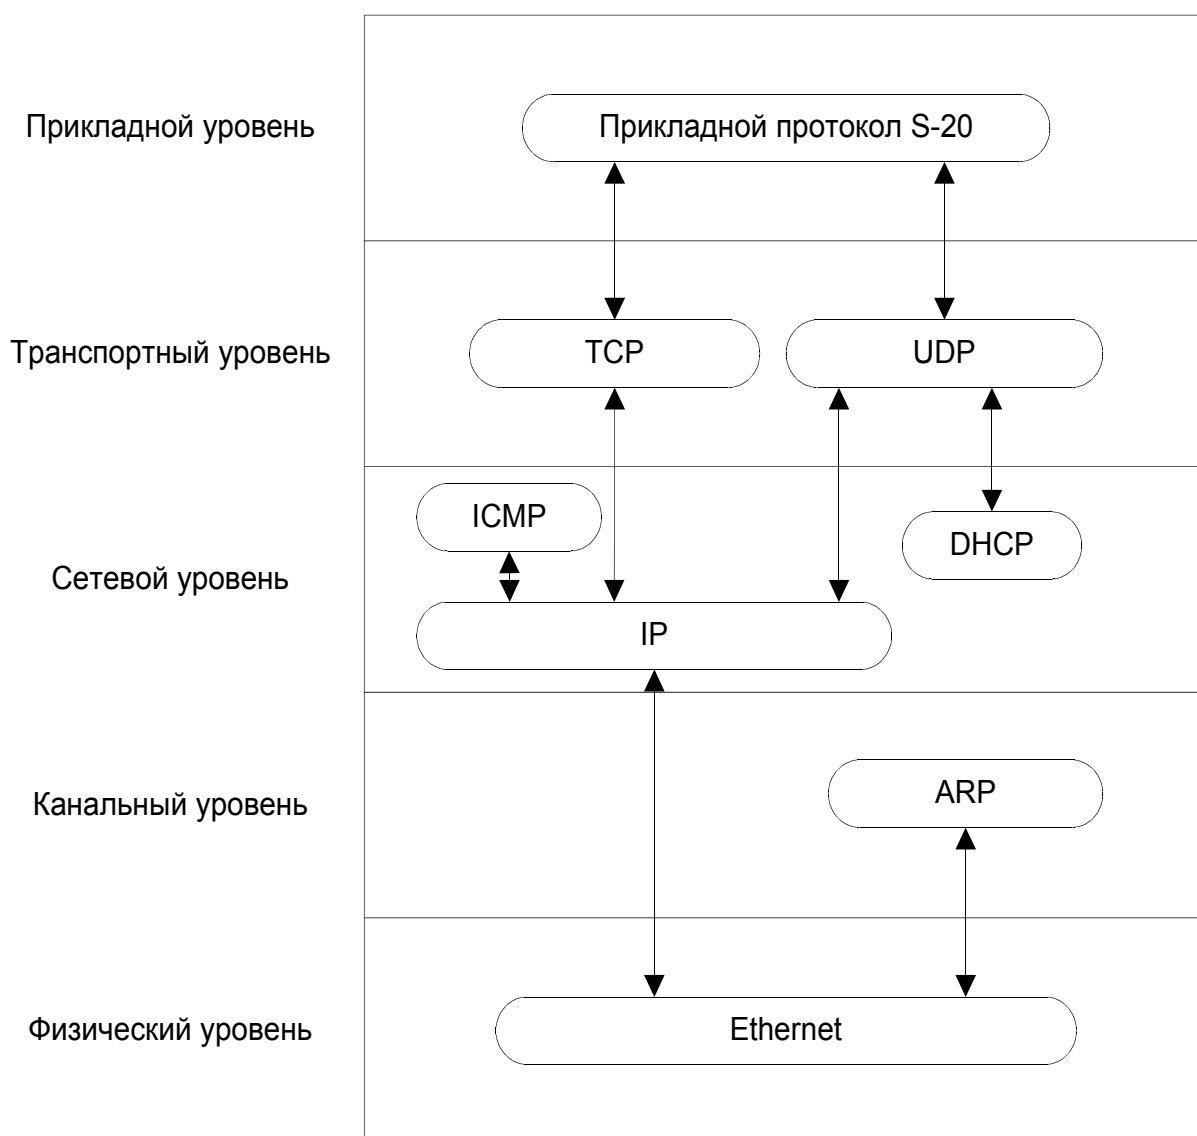 Прикладной уровень
Прикладной протокол S-20
Транспортный уровень
TCP
UDP
Сетевой уровень
ICMP
DHCP
IP
Канальный уровень
ARP
Физический уровень
Ethernet